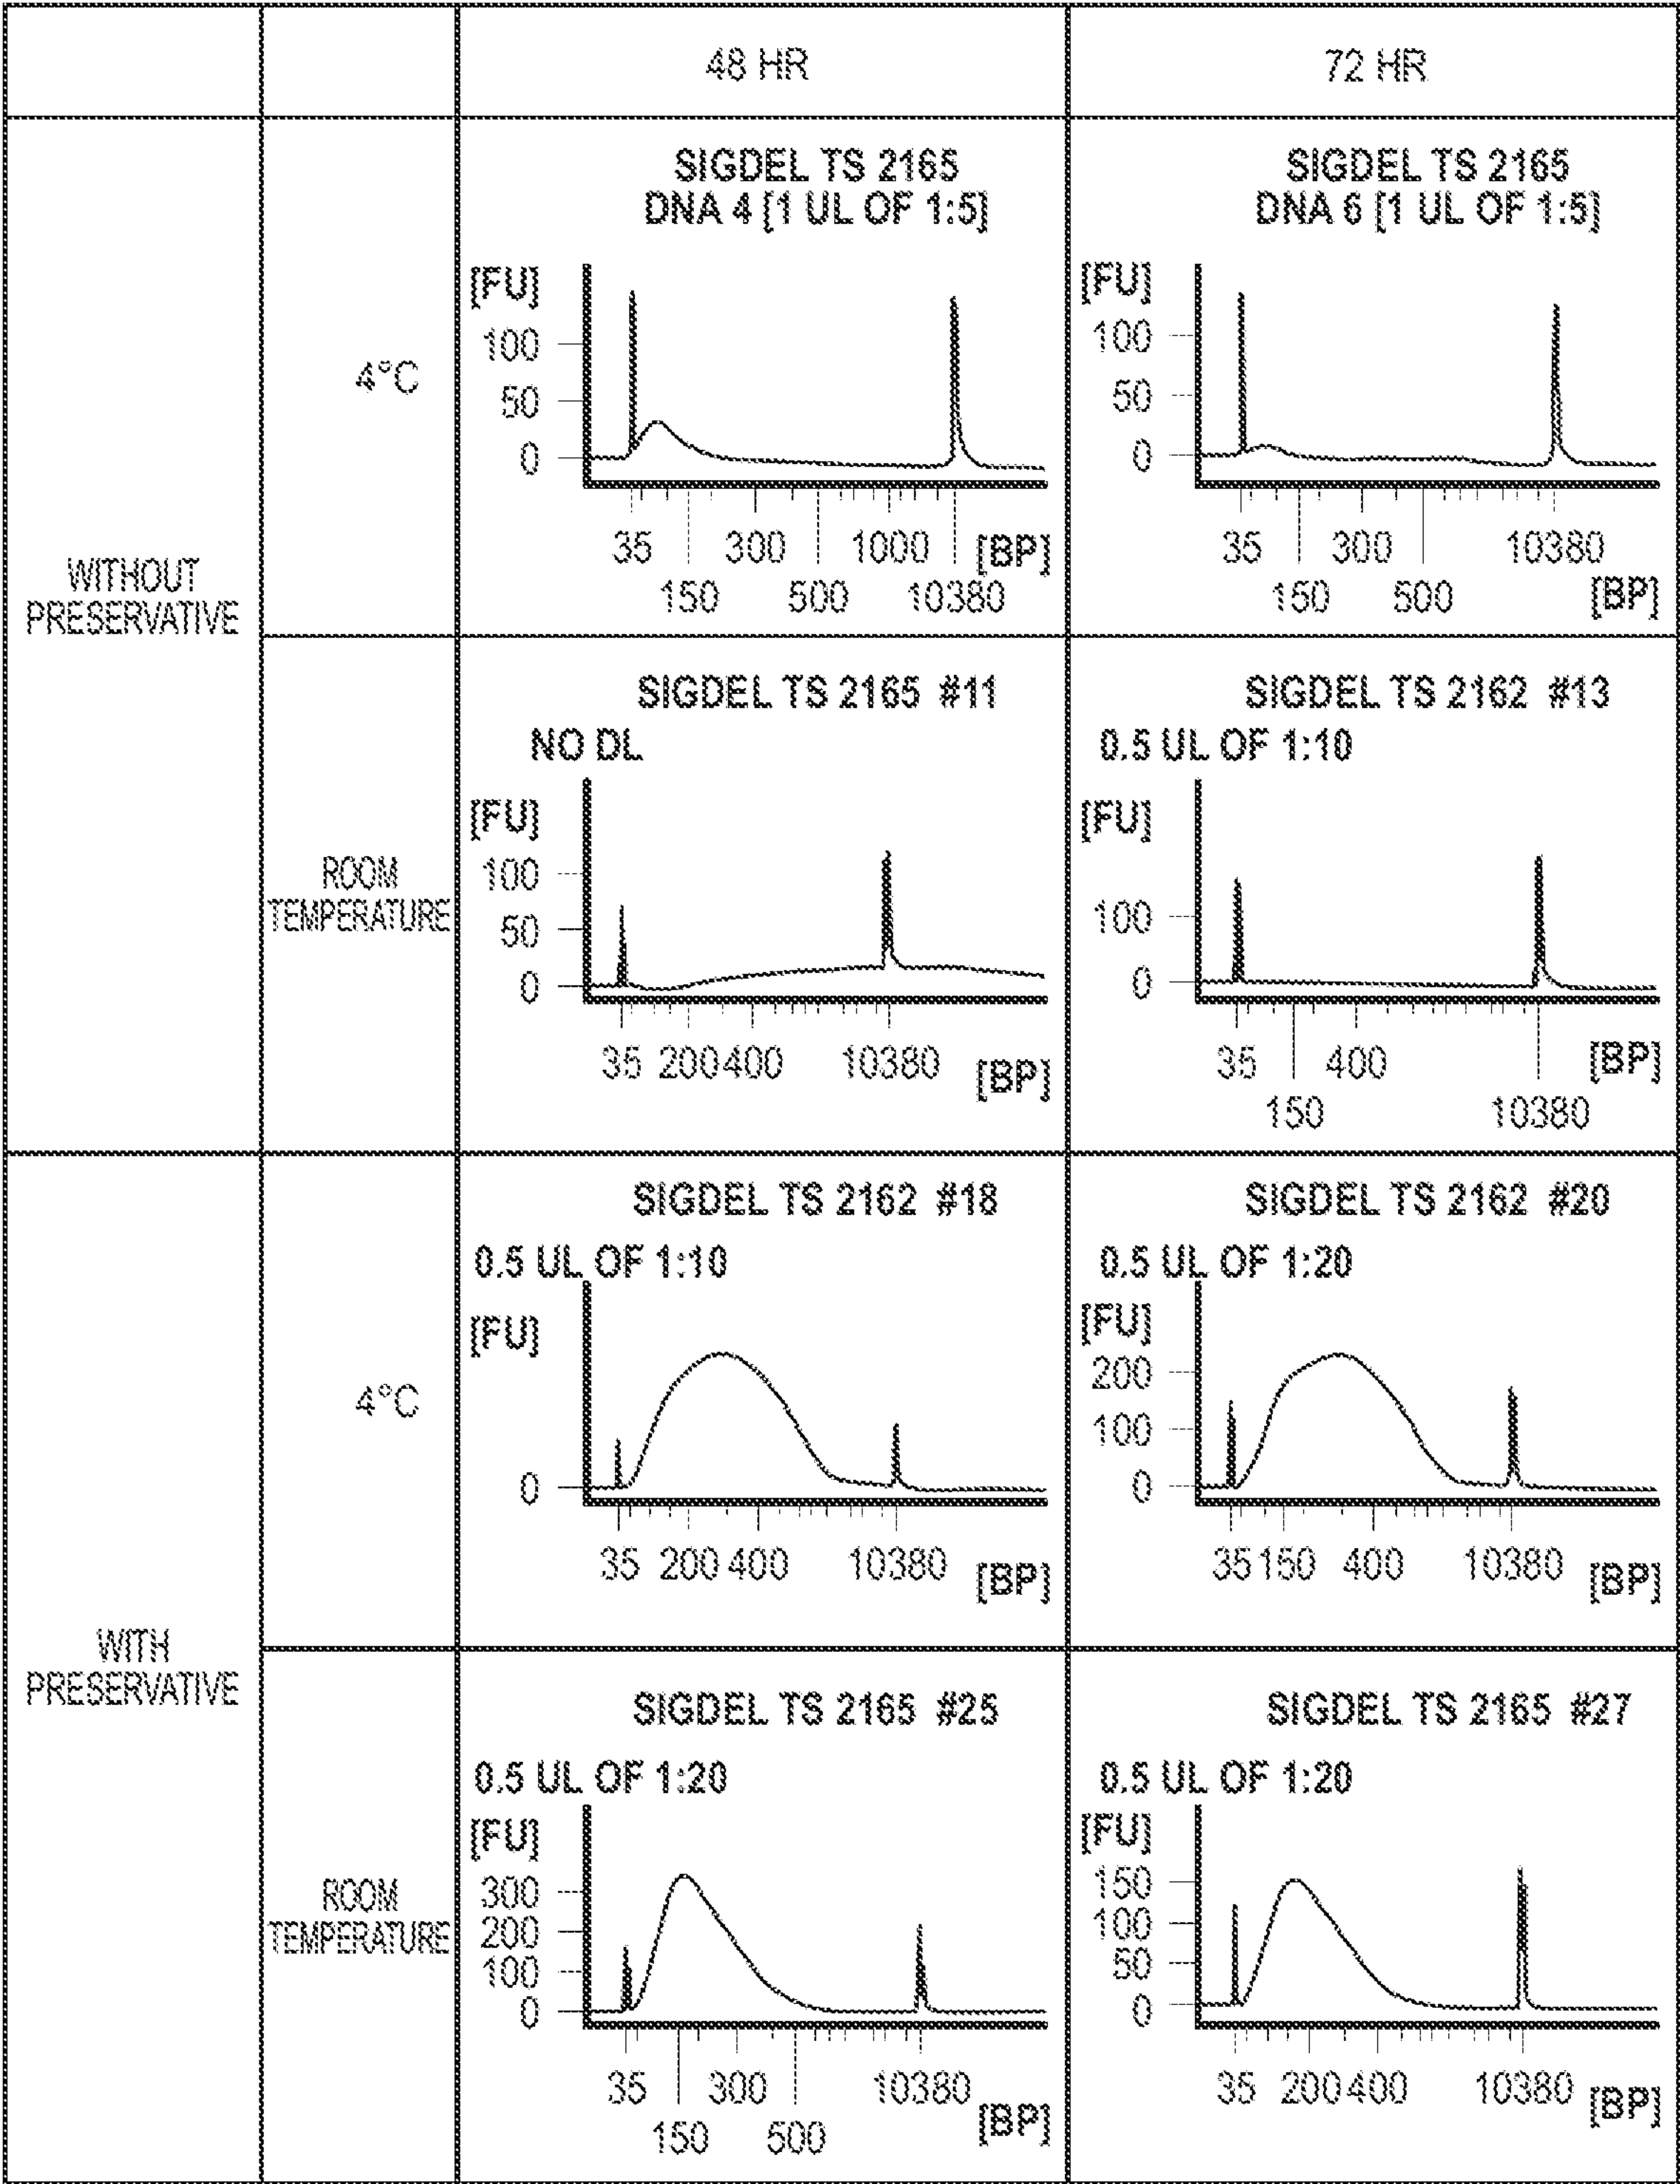 48 HR
72 HR
WITHOUT
PRESERVATIVE
4°C
SIGDEL TS 2165
DNA 4 [1 UL OF 1:5]
[FU]
100
50
0
35 300 1000 [BP]
150 500 10380
SIGDEL TS 2165
DNA 6 [1 UL OF 1:5]
[FU]
100
50
0
35 300 10380
150 500 [BP]
ROOM
TEMPERATURE
SIGDEL TS 2165 #11
NO DL
[FU]
100
50
0
35 200 400 10380 [BP]
SIGDEL TS 2162 #13
0.5 UL OF 1:10
[FU]
100
0
35 400 [BP]
150 10380
WITH
PRESERVATIVE
4°C
SIGDEL TS 2162 #18
0.5 UL OF 1:10
[FU]
0
35 200 400 10380 [BP]
SIGDEL TS 2162 #20
0.5 UL OF 1:20
[FU]
200
100
0
35 150 400 10380 [BP]
ROOM
TEMPERATURE
SIGDEL TS 2165 #25
0.5 UL OF 1:20
[FU]
300
200
100
0
35 300 10380 [BP]
150 500
SIGDEL TS 2165 #27
0.5 UL OF 1:20
[FU]
150
100
50
0
35 200 400 10380 [BP]